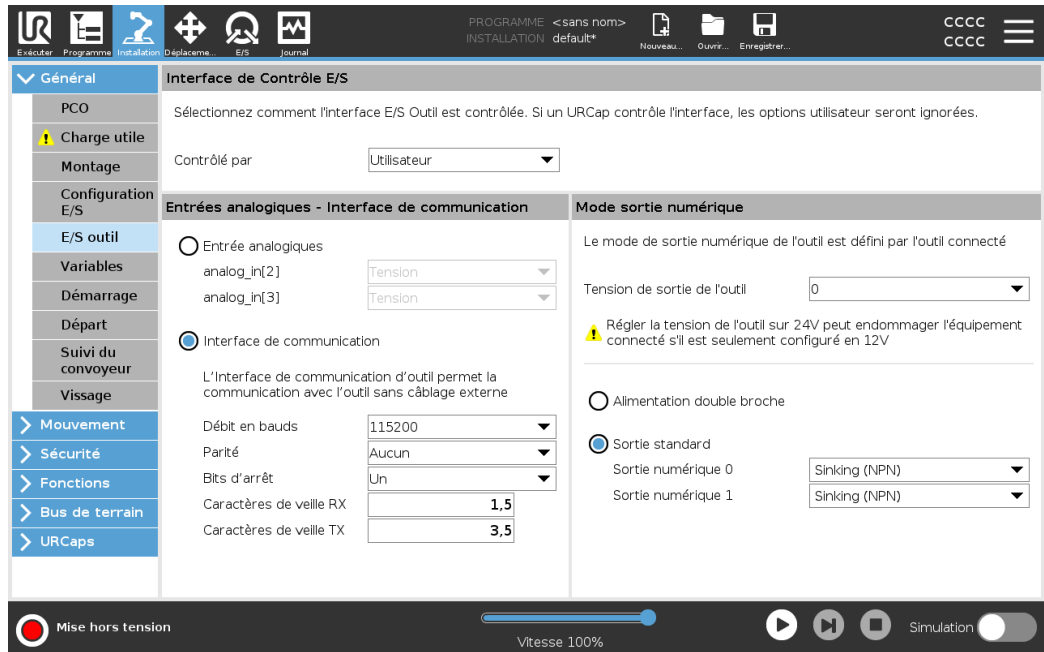 PROGRAMME <sans nom>
INSTALLATION default*
CCCC
CCCC
Exécuter Programme Installation Déplaceme... E/S Journal Nouveau... Ouvrir... Enregistrer...
Général
PCO
Charge utile
Montage
Configuration
E/S
E/S outil
Variables
Démarrage
Départ
Suivi du
convoyeur
Vissage
Mouvement
Sécurité
Fonctions
Bus de terrain
URCaps
Interface de Contrôle E/S
Sélectionnez comment l'interface E/S Outil est contrôlée. Si un URCap contrôle l'interface, les options utilisateur seront ignorées.
Contrôlé par Utilisateur
Entrées analogiques - Interface de communication
Entrée analogiques
analog_in[2] Tension
analog_in[3] Tension
Interface de communication
L'Interface de communication d'outil permet la
communication avec l'outil sans câblage externe
Débit en bauds 115200
Parité Aucun
Bits d'arrêt Un
Caractères de veille RX 1,5
Caractères de veille TX 3,5
Mode sortie numérique
Le mode de sortie numérique de l'outil est défini par l'outil connecté
Tension de sortie de l'outil 0
Régler la tension de l'outil sur 24V peut endommager l'équipement
connecté s'il est seulement configuré en 12V
Alimentation double broche
Sortie standard
Sortie numérique 0 Sinking (NPN)
Sortie numérique 1 Sinking (NPN)
Mise hors tension
Vitesse 100%
Simulation